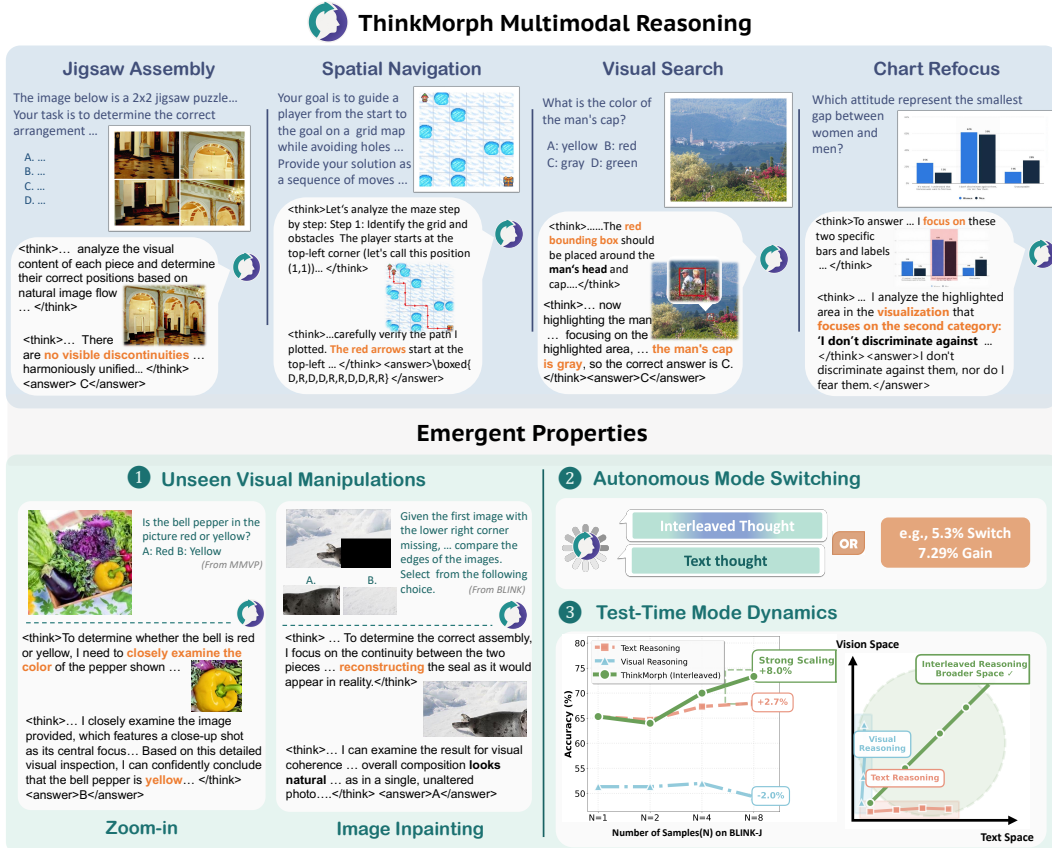 ThinkMorph Multimodal Reasoning
Jigsaw Assembly
The image below is a 2x2 jigsaw puzzle…
Your task is to determine the correct
arrangement …
A. …
B. …
C. …
D. …
<think>… analyze the visual
content of each piece and determine
their correct positions based on
natural image flow
… </think>
<think>… There
are no visible discontinuities …
harmoniously unified… </think>
<answer> C</answer>
Spatial Navigation
Your goal is to guide a
player from the start to
the goal on a grid map
while avoiding holes …
Provide your solution as
a sequence of moves …
<think>Let's analyze the maze step
by step: Step 1: Identify the grid and
obstacles The player starts at the
top-left corner (let's call this position
(1,1))… </think>
<think>…carefully verify the path I
plotted. The red arrows start at the
top-left … </think> <answer>\boxed{
D,R,D,D,R,R,D,D,R,R} </answer>
Visual Search
What is the color of
the man's cap?
A: yellow B: red
C: gray D: green
<think>……The red
bounding box should
be placed around the
man's head and
cap….</think>
<think>… now
highlighting the man
… focusing on the
highlighted area, … the man's cap
is gray, so the correct answer is C.
</think><answer>C</answer>
Chart Refocus
Which attitude represent the smallest
gap between
women and
men?
<think>To answer … I focus on these
two specific
bars and labels
… </think>
<think> … I analyze the highlighted
area in the visualization that
focuses on the second category:
'I don't discriminate against …
</think> <answer>I don't
discriminate against them, nor do I
fear them.</answer>
Emergent Properties
1 Unseen Visual Manipulations
Is the bell pepper in the
picture red or yellow?
A: Red B: Yellow
(From MMVP)
<think>To determine whether the bell is red
or yellow, I need to closely examine the
color of the pepper shown …
<think>… I closely examine the image
provided, which features a close-up shot
as its central focus… Based on this detailed
visual inspection, I can confidently conclude
that the bell pepper is yellow… </think>
<answer>B</answer>
Zoom-in
Given the first image with
the lower right corner
missing, … compare the
edges of the images.
Select from the following
choice. (From BLINK)
A. B.
<think> … To determine the correct assembly,
I focus on the continuity between the two
pieces … reconstructing the seal as it would
appear in reality.</think>
<think>… I can examine the result for visual
coherence … overall composition looks
natural … as in a single, unaltered
photo….</think> <answer>A</answer>
Image Inpainting
2 Autonomous Mode Switching
Interleaved Thought
Text thought
OR
e.g., 5.3% Switch
7.29% Gain
3 Test-Time Mode Dynamics
Text Reasoning
Visual Reasoning
ThinkMorph (Interleaved)
Strong Scaling
+8.0%
+2.7%
-2.0%
Accuracy (%)
80
75
70
65
60
55
50
N=1 N=2 N=4 N=8
Number of Samples(N) on BLINK-J
Vision Space
Interleaved Reasoning
Broader Space ✓
Visual
Reasoning
Text Reasoning
Text Space